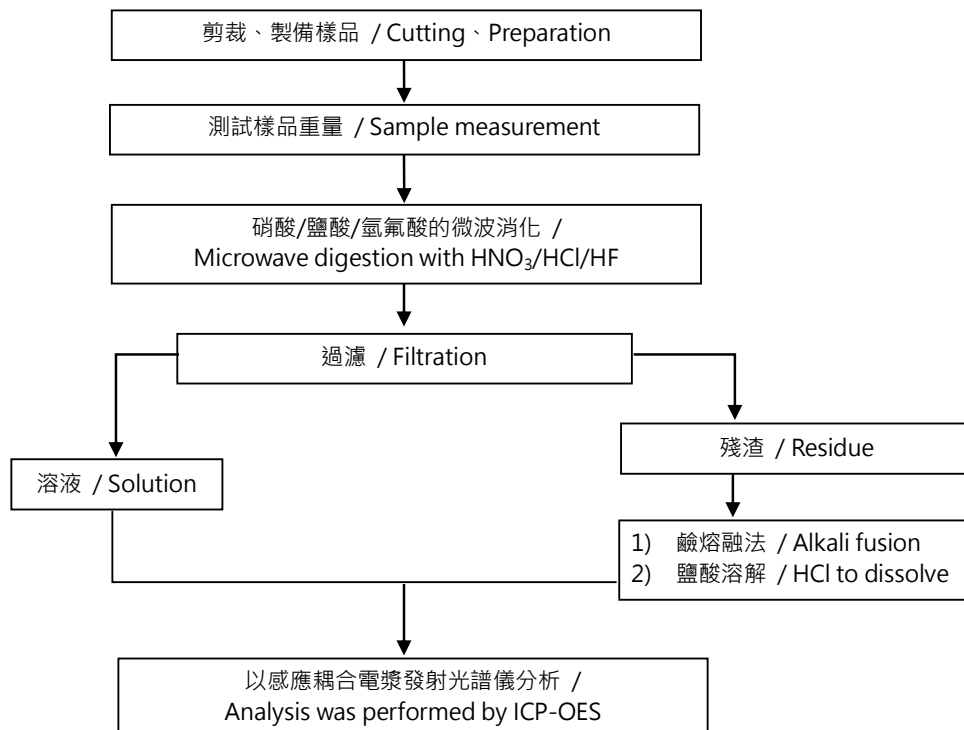 剪裁、製備樣品 / Cutting、Preparation
測試樣品重量 / Sample measurement
硝酸/鹽酸/氫氟酸的微波消化 /
Microwave digestion with HNO₃/HCl/HF
過濾 / Filtration
溶液 / Solution
殘渣 / Residue
1) 鹼熔融法 / Alkali fusion
2) 鹽酸溶解 / HCl to dissolve
以感應耦合電漿發射光譜儀分析 /
Analysis was performed by ICP-OES